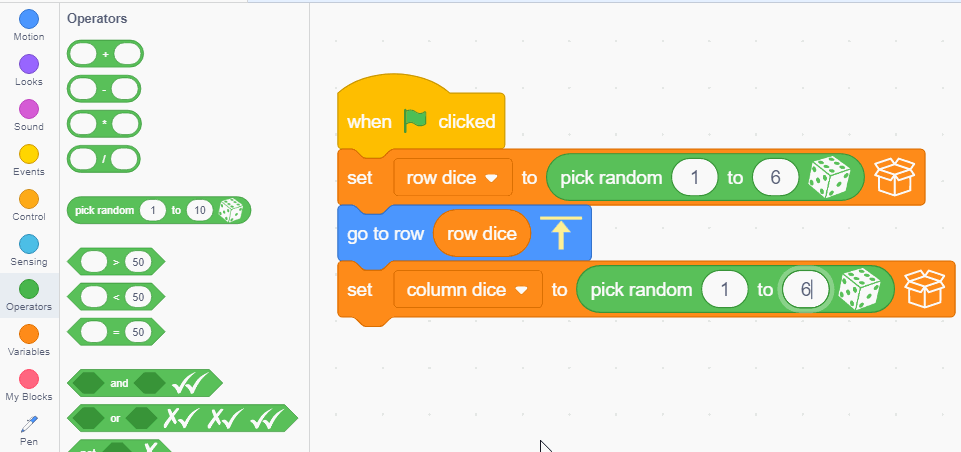 Operators
Motion
Looks
Sound
Events
Control
Sensing
Operators
Variables
My Blocks
Pen
+
-
*
/
pick random 1 to 10
> 50
< 50
= 50
and
or
when clicked
set row dice to pick random 1 to 6
go to row row dice
set column dice to pick random 1 to 6